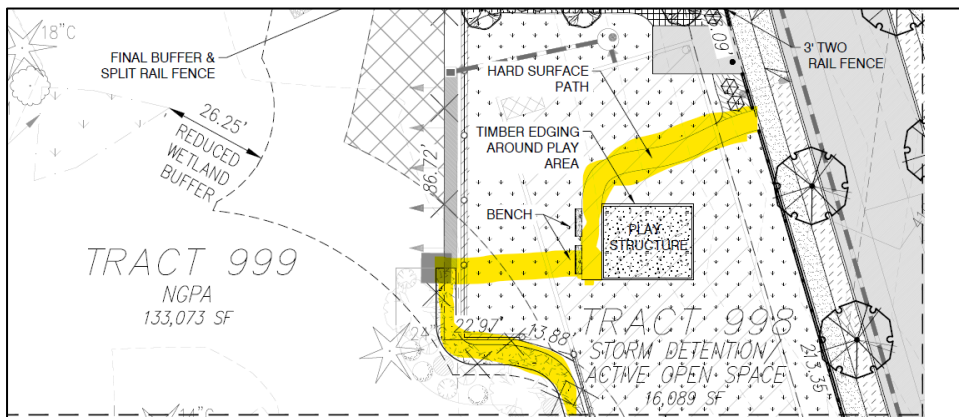 18"C
FINAL BUFFER &
SPLIT RAIL FENCE
26.25'
REDUCED
WETLAND
BUFFER
86.72'
HARD SURFACE
PATH
TIMBER EDGING
AROUND PLAY
AREA
BENCH
PLAY
STRUCTURE
.09'
3' TWO
RAIL FENCE
TRACT 999
NGPA
133,073 SF
22.97'
13.88'
TRACT 998
STORM DETENTION/
ACTIVE OPEN SPACE
16,089 SF
213.35'
14"C